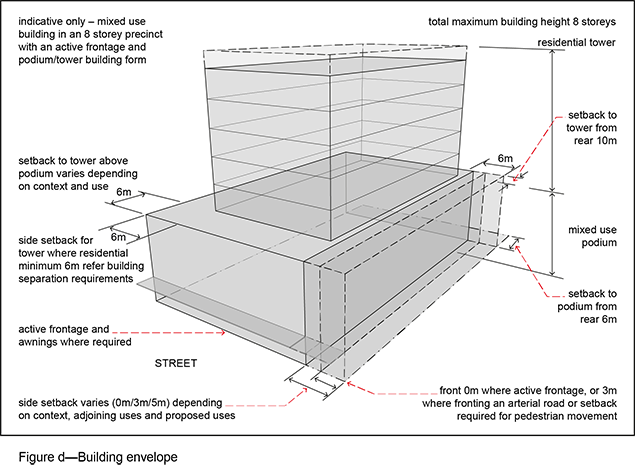 indicative only – mixed use
building in an 8 storey precinct
with an active frontage and
podium/tower building form
total maximum building height 8 storeys
residential tower
setback to
tower from
rear 10m
6m
setback to tower above
podium varies depending
on context and use
6m
6m
side setback for
tower where residential
minimum 6m refer building
separation requirements
mixed use
podium
setback to
podium from
rear 6m
active frontage and
awnings where required
STREET
side setback varies (0m/3m/5m) depending
on context, adjoining uses and proposed uses
front 0m where active frontage, or 3m
where fronting an arterial road or setback
required for pedestrian movement
Figure d—Building envelope